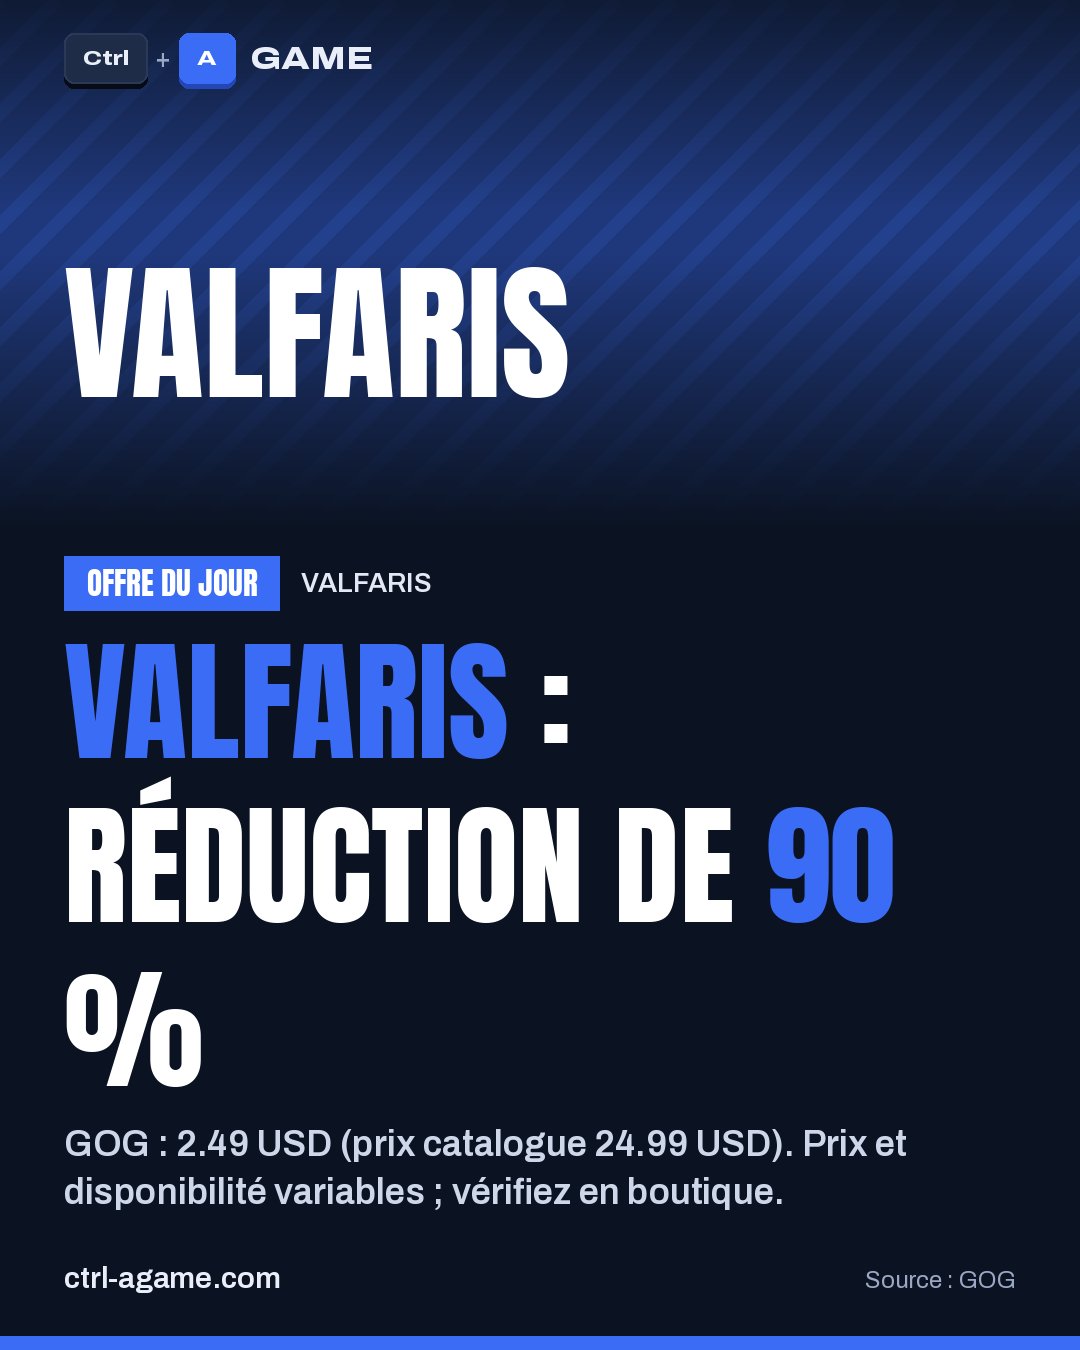 Ctrl + A GAME
VALFARIS
OFFRE DU JOUR VALFARIS
VALFARIS :
RÉDUCTION DE 90
%
GOG : 2.49 USD (prix catalogue 24.99 USD). Prix et
disponibilité variables ; vérifiez en boutique.
ctrl-agame.com Source : GOG